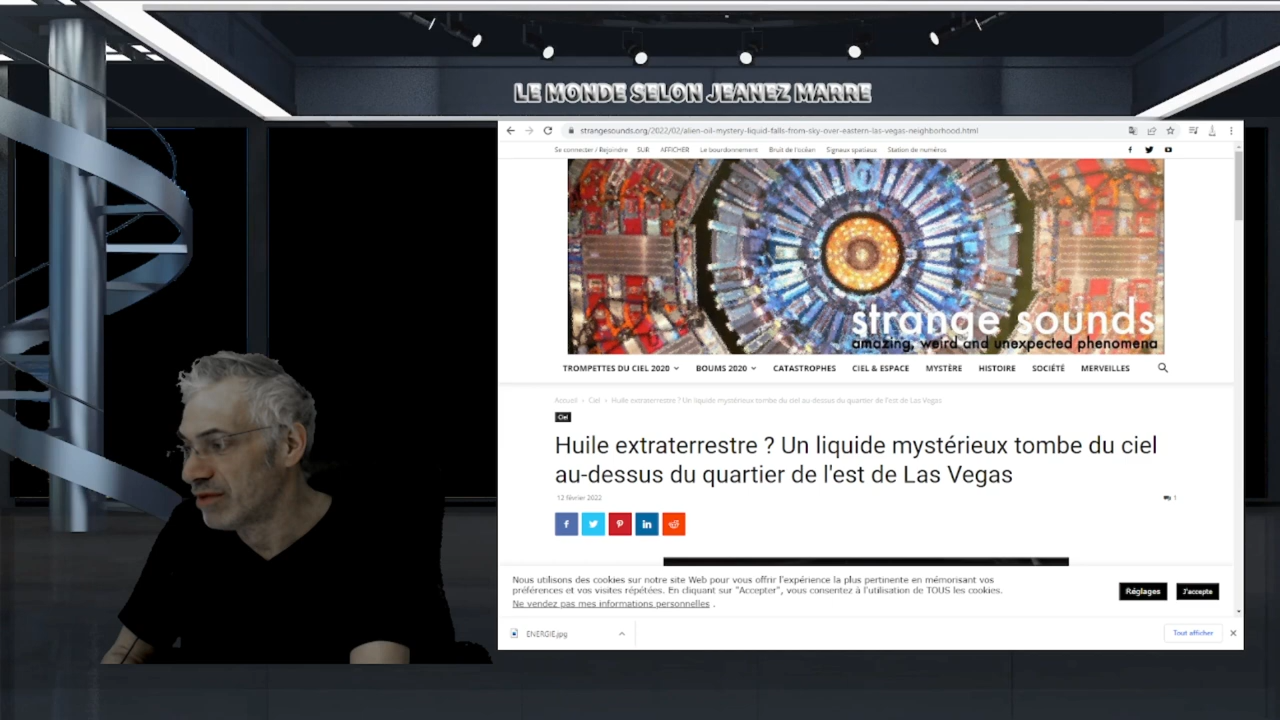 LE MONDE SELON JEANEZ MARRE
strangesounds.org/2022/02/alien-oil-mystery-liquid-falls-from-sky-over-eastern-las-vegas-neighborhood.html
Se connecter / Rejoindre SUR AFFICHER Le bourdonnement Bruit de l'océan Signaux spatiaux Station de numéros
strange sounds
amazing, weird and unexpected phenomena
TROMPETTES DU CIEL 2020 BOUMS 2020 CATASTROPHES CIEL & ESPACE MYSTÈRE HISTOIRE SOCIÉTÉ MERVEILLES
Accueil › Ciel › Huile extraterrestre ? Un liquide mystérieux tombe du ciel au-dessus du quartier de l'est de Las Vegas
Ciel
Huile extraterrestre ? Un liquide mystérieux tombe du ciel
au-dessus du quartier de l'est de Las Vegas
12 février 2022 1
Nous utilisons des cookies sur notre site Web pour vous offrir l'expérience la plus pertinente en mémorisant vos
préférences et vos visites répétées. En cliquant sur "Accepter", vous consentez à l'utilisation de TOUS les cookies.
Ne vendez pas mes informations personnelles .
Réglages J'accepte
ENERGIE.jpg Tout afficher